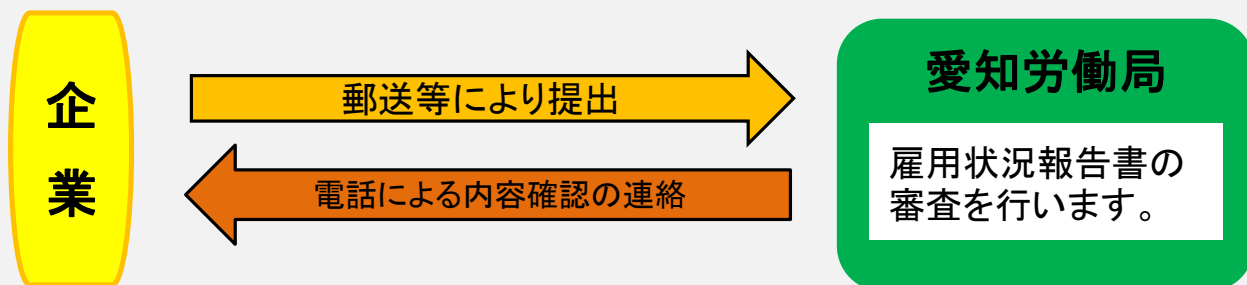 企
業
郵送等により提出
電話による内容確認の連絡
愛知労働局
雇用状況報告書の
審査を行います。